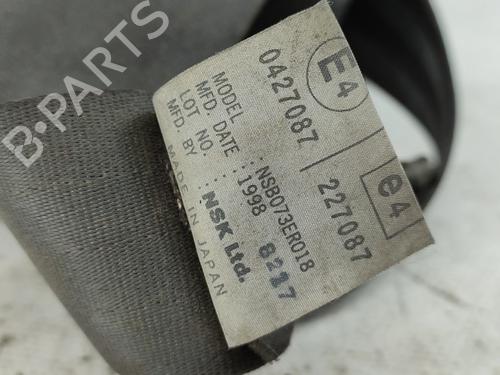 B-PARTS
MODEL : NSB073ER018
MFD. DATE : 1998
LOT NO. : 8217
MFD. BY : NSK Ltd.
MADE IN JAPAN
E4
0427087
e4
227087